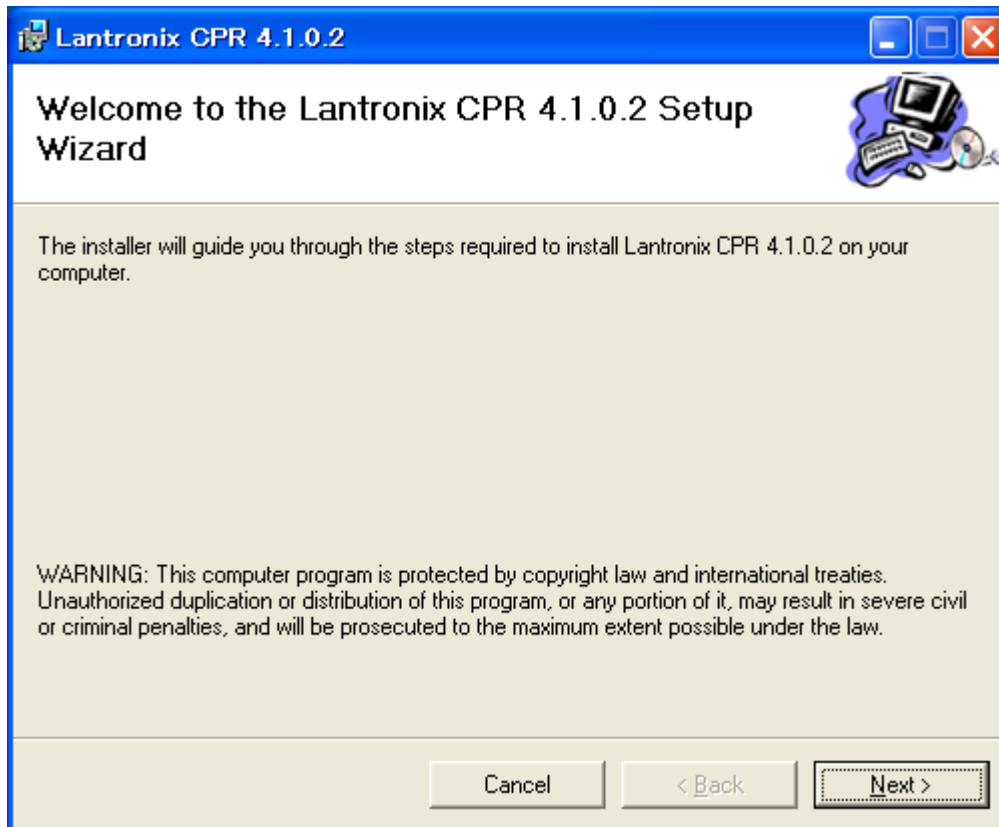 Lantronix CPR 4.1.0.2
Welcome to the Lantronix CPR 4.1.0.2 Setup
Wizard
The installer will guide you through the steps required to install Lantronix CPR 4.1.0.2 on your
computer.
WARNING: This computer program is protected by copyright law and international treaties.
Unauthorized duplication or distribution of this program, or any portion of it, may result in severe civil
or criminal penalties, and will be prosecuted to the maximum extent possible under the law.
Cancel < Back Next >